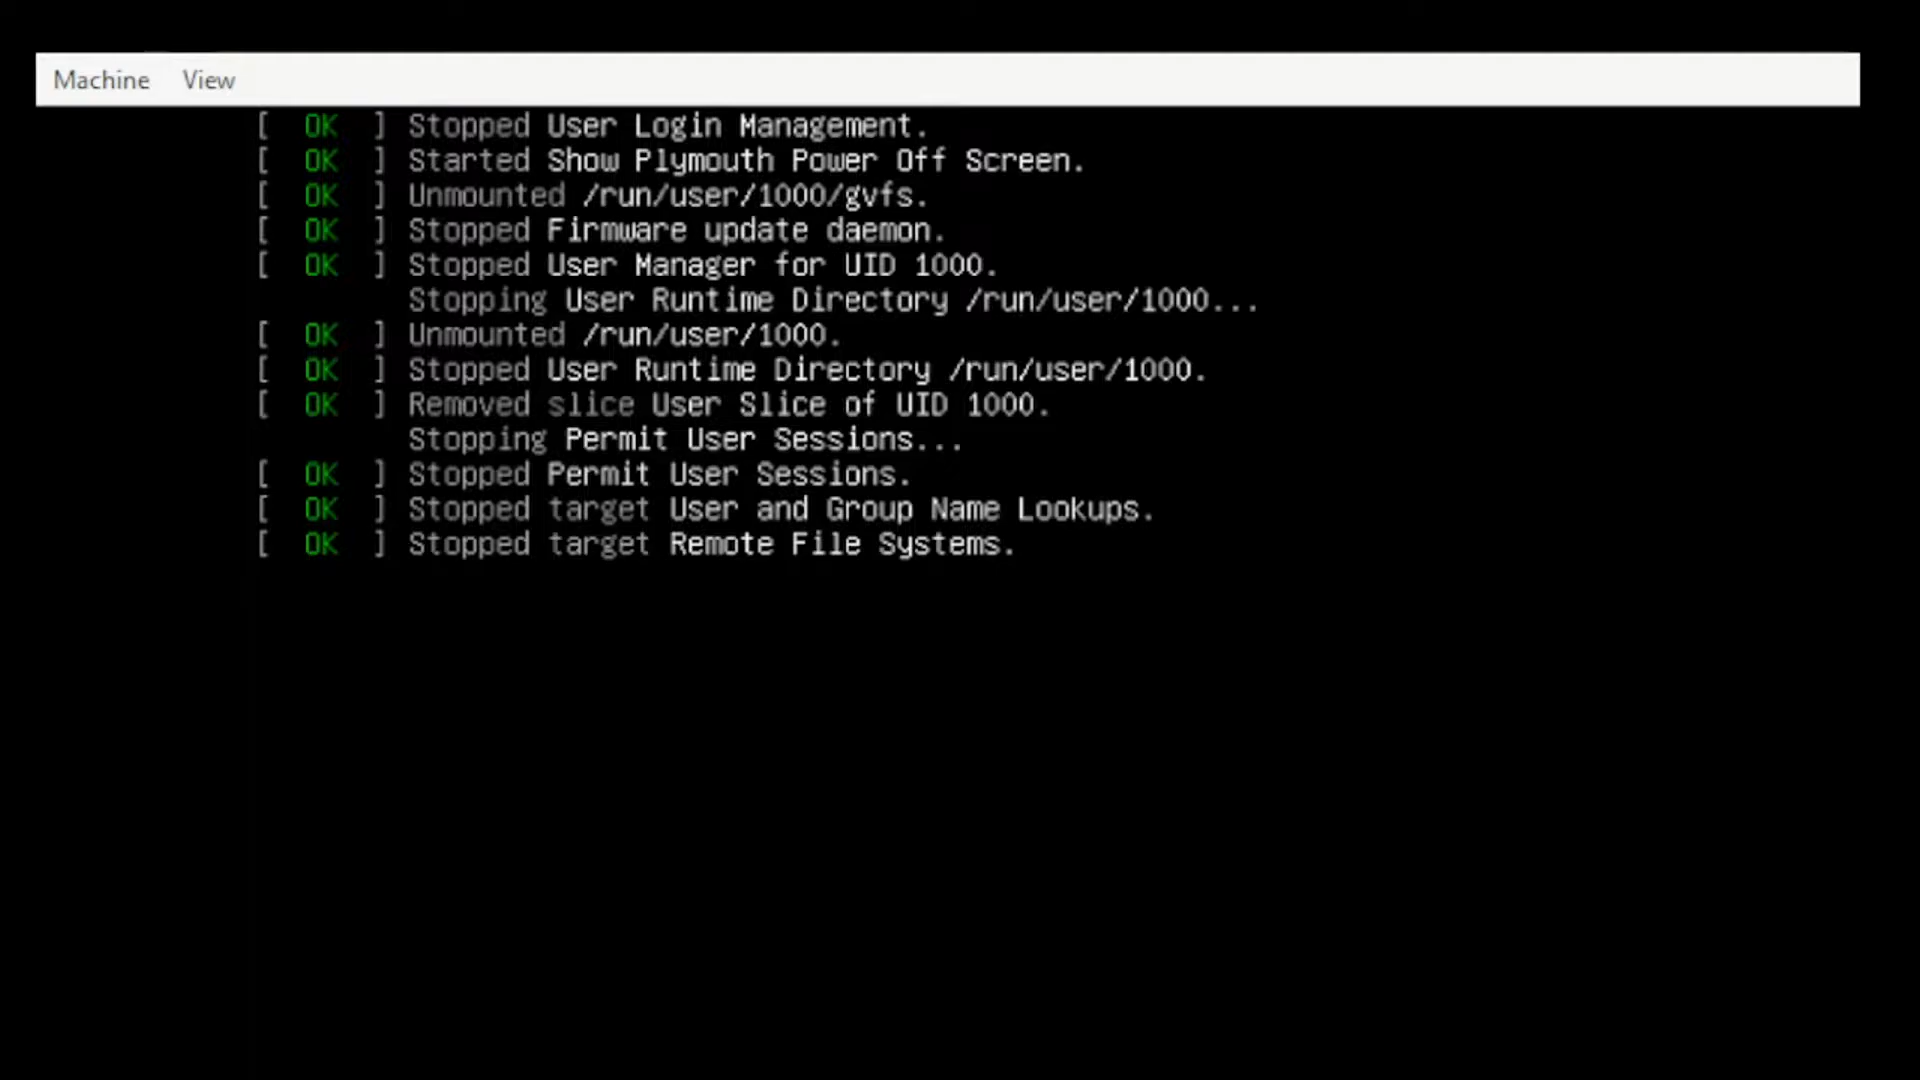 Machine View
[ OK ] Stopped User Login Management.
[ OK ] Started Show Plymouth Power Off Screen.
[ OK ] Unmounted /run/user/1000/gvfs.
[ OK ] Stopped Firmware update daemon.
[ OK ] Stopped User Manager for UID 1000.
Stopping User Runtime Directory /run/user/1000...
[ OK ] Unmounted /run/user/1000.
[ OK ] Stopped User Runtime Directory /run/user/1000.
[ OK ] Removed slice User Slice of UID 1000.
Stopping Permit User Sessions...
[ OK ] Stopped Permit User Sessions.
[ OK ] Stopped target User and Group Name Lookups.
[ OK ] Stopped target Remote File Systems.